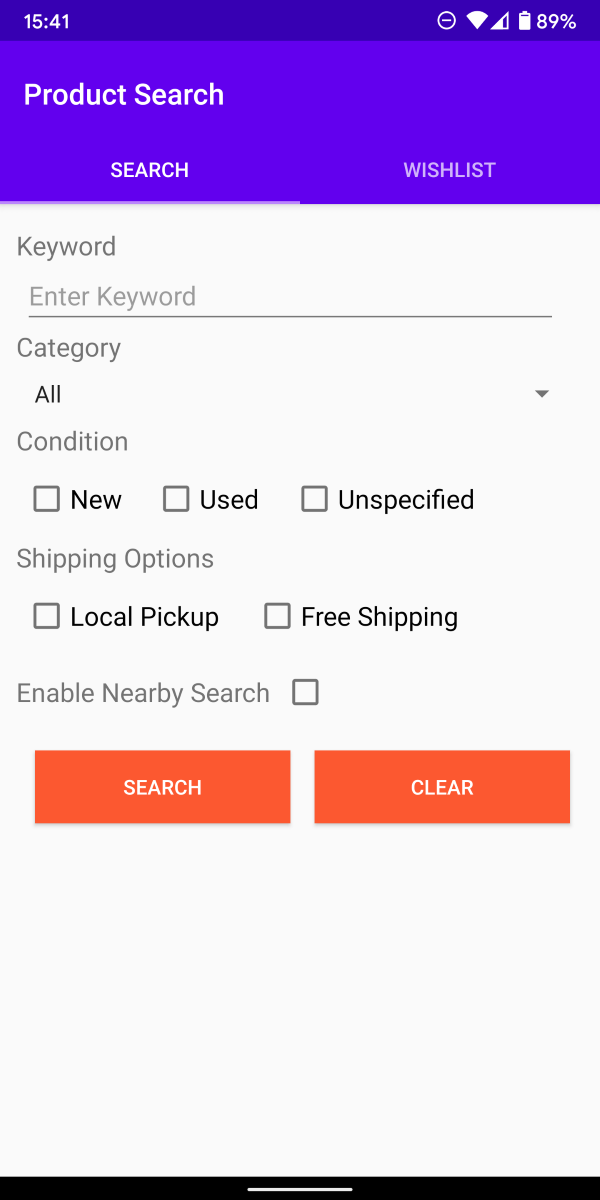 15:41 89%
Product Search
SEARCH WISHLIST
Keyword
Enter Keyword
Category
All
Condition
New Used Unspecified
Shipping Options
Local Pickup Free Shipping
Enable Nearby Search
SEARCH CLEAR